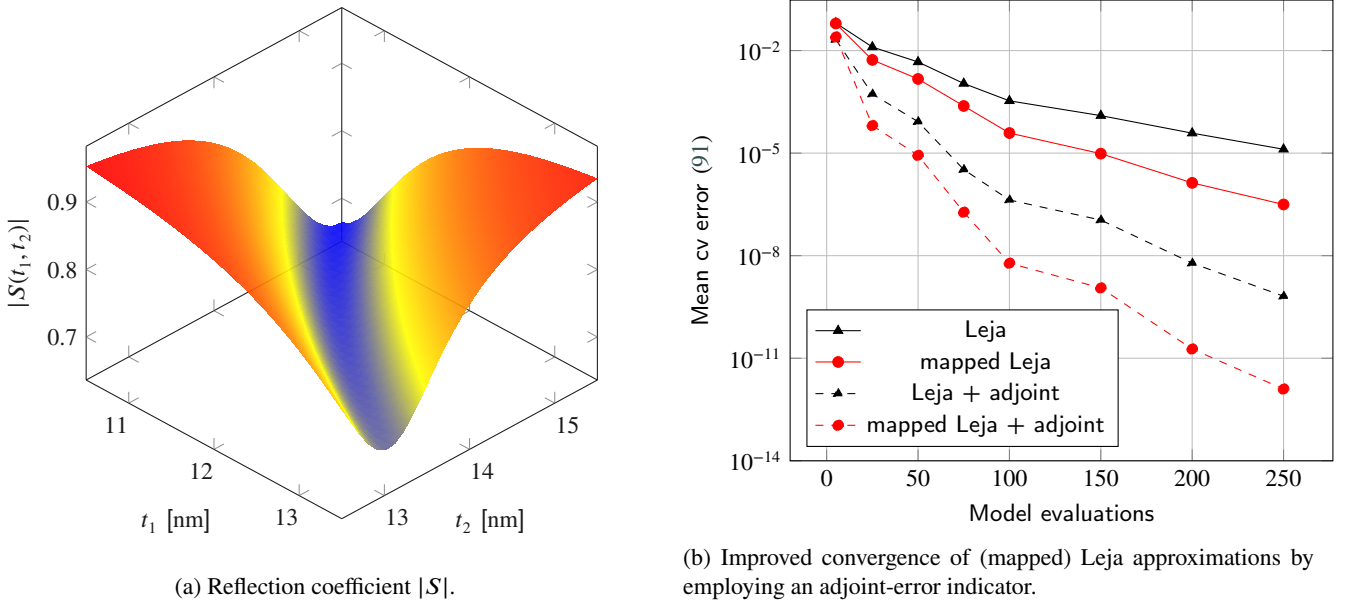 |S(t₁, t₂)|
0.9
0.8
0.7
11
12
13
t₁ [nm]
13
14
15
t₂ [nm]
(a) Reflection coefficient |S|.
Mean cv error (91)
10⁻²
10⁻⁵
10⁻⁸
10⁻¹¹
10⁻¹⁴
Leja
mapped Leja
Leja + adjoint
mapped Leja + adjoint
0 50 100 150 200 250
Model evaluations
(b) Improved convergence of (mapped) Leja approximations by
employing an adjoint-error indicator.